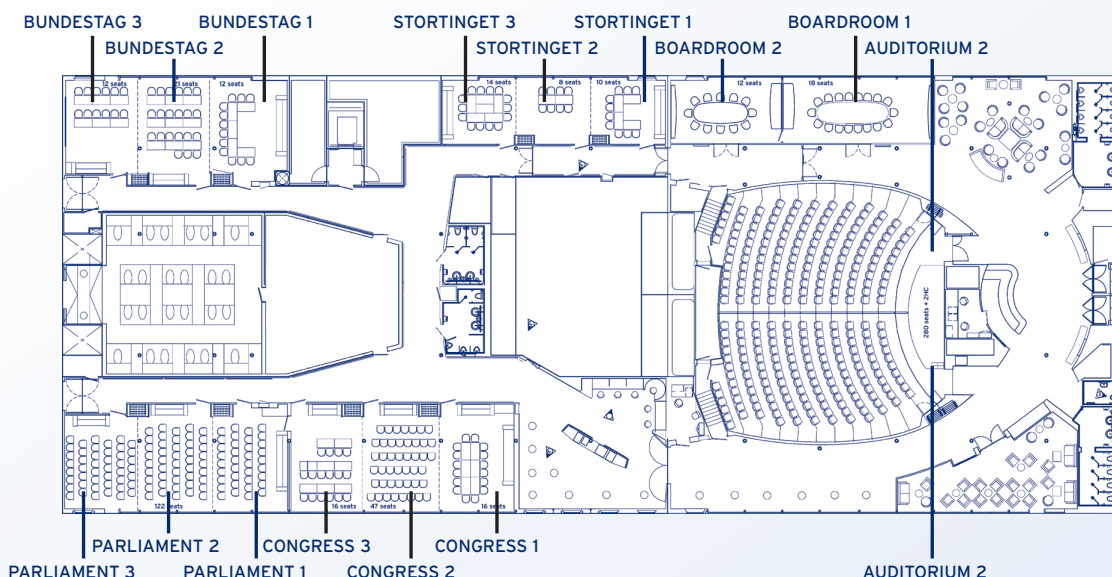 BUNDESTAG 3
BUNDESTAG 1
STORTINGET 3
STORTINGET 1
BOARDROOM 1
BUNDESTAG 2
STORTINGET 2
BOARDROOM 2
AUDITORIUM 2
12 seats
21 seats
12 seats
14 seats
8 seats
10 seats
12 seats
18 seats
280 seats + 2HC
122 seats
16 seats
47 seats
16 seats
PARLIAMENT 2
CONGRESS 3
CONGRESS 1
PARLIAMENT 3
PARLIAMENT 1
CONGRESS 2
AUDITORIUM 2